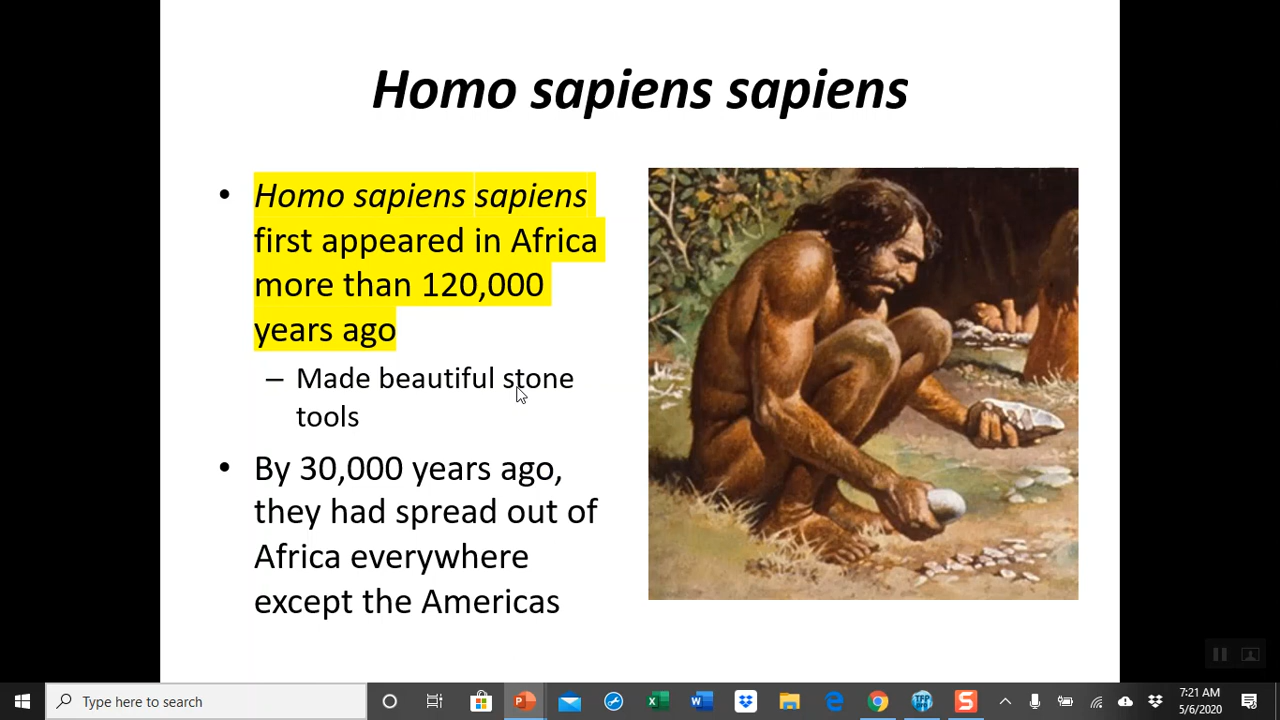 Homo sapiens sapiens
• Homo sapiens sapiens
first appeared in Africa
more than 120,000
years ago
– Made beautiful stone
tools
• By 30,000 years ago,
they had spread out of
Africa everywhere
except the Americas
Type here to search
7:21 AM
5/6/2020